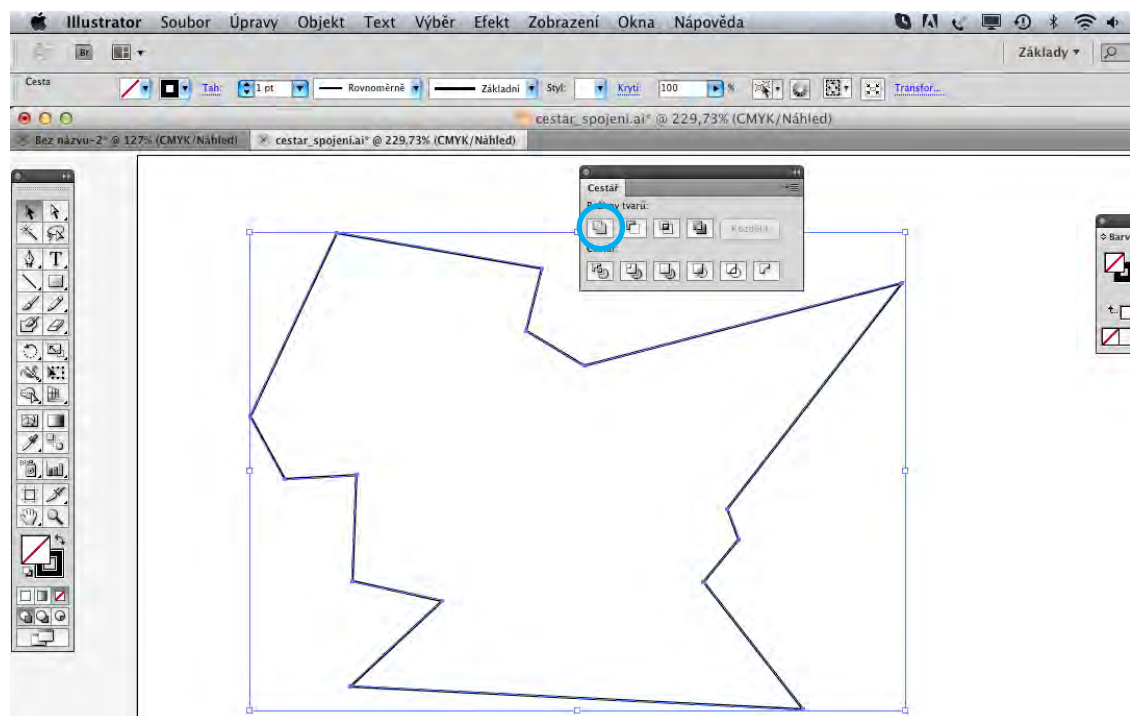 Illustrator Soubor Úpravy Objekt Text Výběr Efekt Zobrazení Okna Nápověda
Br Základy
Cesta Tah: 1 pt Rovnoměrně Základní Styl: Krytí: 100 % Transfor...
cestar_spojeni.ai* @ 229,73% (CMYK/Náhled)
Bez názvu-2* @ 127% (CMYK/Náhled) cestar_spojeni.ai* @ 229,73% (CMYK/Náhled)
Cestář
tvarů:
Barv
T
t..